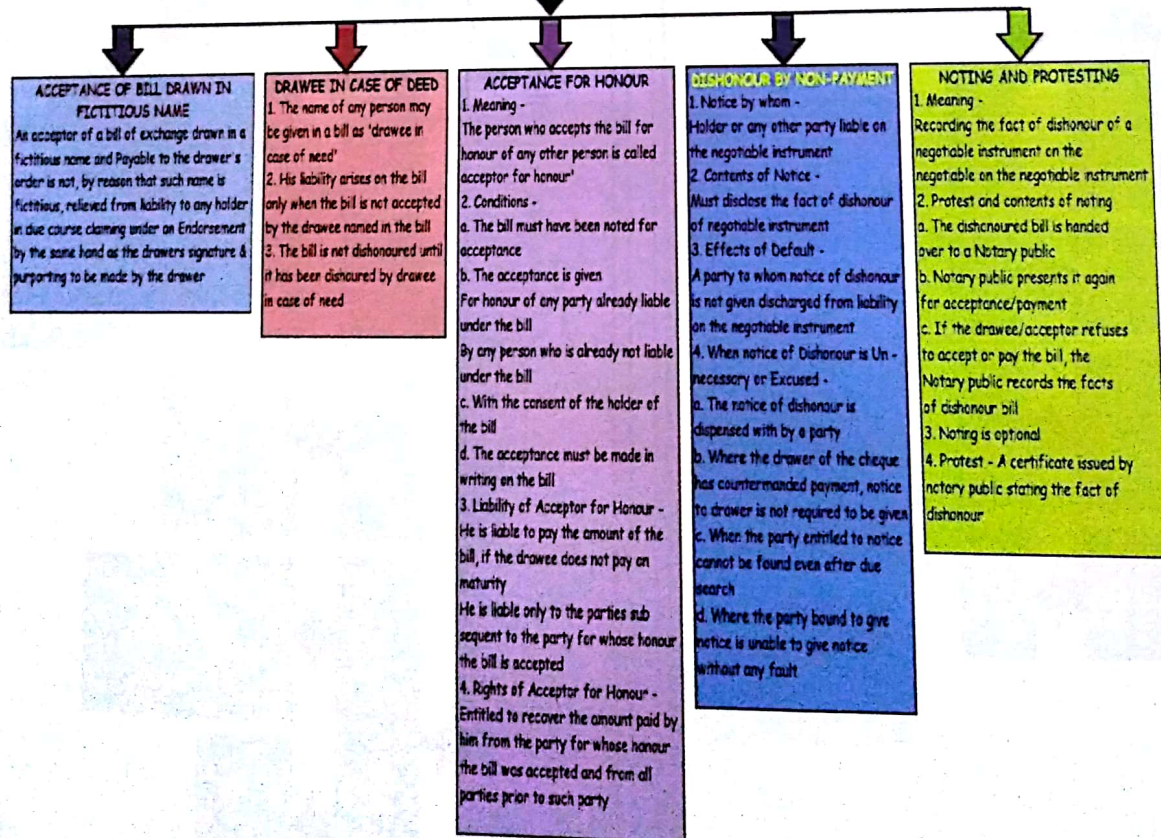 ACCEPTANCE OF BILL DRAWN IN
FICTITIOUS NAME
An acceptor of a bill of exchange drawn in a
fictitious name and Payable to the drawer's
order is not, by reason that such name is
fictitious, relieved from liability to any holder
in due course claiming under an Endorsement
by the same hand as the drawers signature &
purporting to be made by the drawer
DRAWEE IN CASE OF DEED
1. The name of any person may
be given in a bill as 'drawee in
case of need'
2. His liability arises on the bill
only when the bill is not accepted
by the drawee named in the bill
3. The bill is not dishonoured until
it has been dishoured by drawee
in case of need
ACCEPTANCE FOR HONOUR
1. Meaning -
The person who accepts the bill for
honour of any other person is called
acceptor for honour'
2. Conditions -
a. The bill must have been noted for
acceptance
b. The acceptance is given
For honour of any party already liable
under the bill
By any person who is already not liable
under the bill
c. With the consent of the holder of
the bill
d. The acceptance must be made in
writing on the bill
3. Liability of Acceptor for Honour -
He is liable to pay the amount of the
bill, if the drawee does not pay on
maturity
He is liable only to the parties sub
sequent to the party for whose honour
the bill is accepted
4. Rights of Acceptor for Honour -
Entitled to recover the amount paid by
him from the party for whose honour
the bill was accepted and from all
parties prior to such party
DISHONOUR BY NON-PAYMENT
1. Notice by whom -
Holder or any other party liable on
the negotiable instrument
2. Contents of Notice -
Must disclose the fact of dishonour
of negotiable instrument
3. Effects of Default -
A party to whom notice of dishonour
is not given discharged from liability
on the negotiable instrument
4. When notice of Dishonour is Un -
necessary or Excused -
a. The notice of dishonour is
dispensed with by a party
b. Where the drawer of the cheque
has countermanded payment, notice
to drawer is not required to be given
c. When the party entitled to notice
cannot be found even after due
search
d. Where the party bound to give
notice is unable to give notice
without any fault
NOTING AND PROTESTING
1. Meaning -
Recording the fact of dishonour of a
negotiable instrument on the
negotiable on the negotiable instrument
2. Protest and contents of noting
a. The dishonoured bill is handed
over to a Notary public
b. Notary public presents it again
for acceptance/payment
c. If the drawee/acceptor refuses
to accept or pay the bill, the
Notary public records the facts
of dishonour bill
3. Noting is optional
4. Protest - A certificate issued by
notary public stating the fact of
dishonour